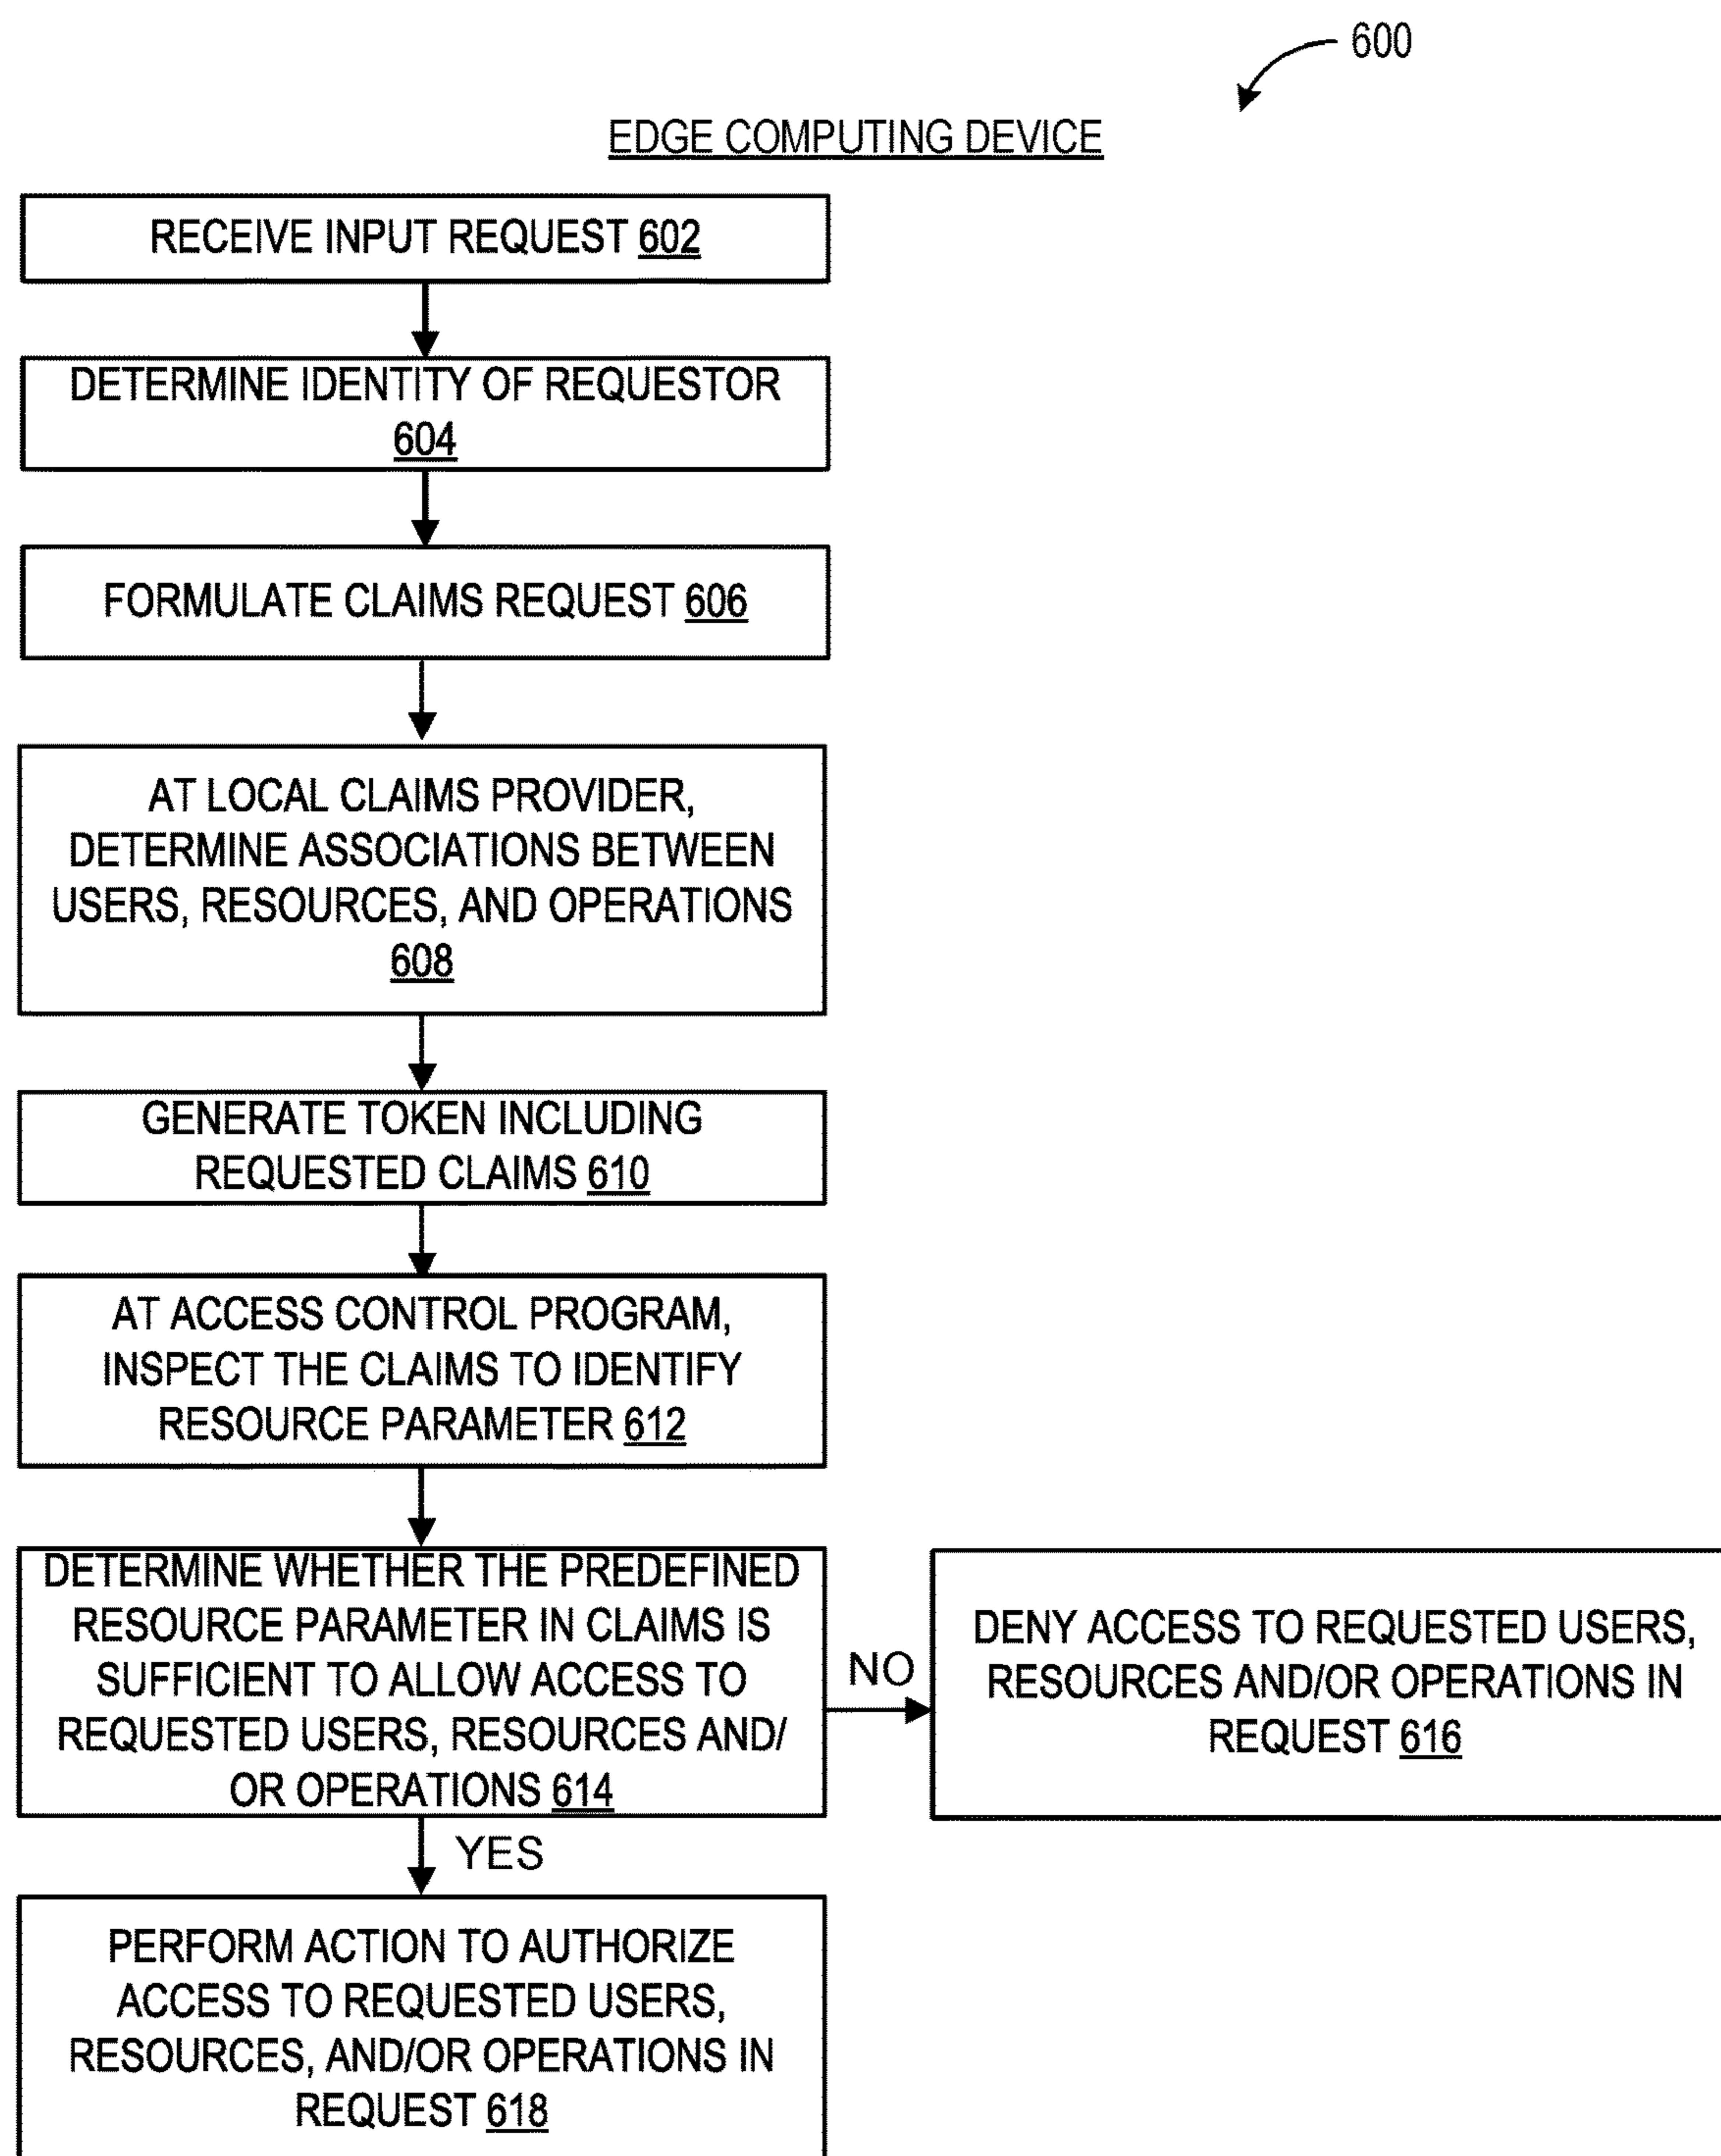 600
EDGE COMPUTING DEVICE
RECEIVE INPUT REQUEST 602
DETERMINE IDENTITY OF REQUESTOR
604
FORMULATE CLAIMS REQUEST 606
AT LOCAL CLAIMS PROVIDER,
DETERMINE ASSOCIATIONS BETWEEN
USERS, RESOURCES, AND OPERATIONS
608
GENERATE TOKEN INCLUDING
REQUESTED CLAIMS 610
AT ACCESS CONTROL PROGRAM,
INSPECT THE CLAIMS TO IDENTIFY
RESOURCE PARAMETER 612
DETERMINE WHETHER THE PREDEFINED
RESOURCE PARAMETER IN CLAIMS IS
SUFFICIENT TO ALLOW ACCESS TO
REQUESTED USERS, RESOURCES AND/
OR OPERATIONS 614
NO
DENY ACCESS TO REQUESTED USERS,
RESOURCES AND/OR OPERATIONS IN
REQUEST 616
YES
PERFORM ACTION TO AUTHORIZE
ACCESS TO REQUESTED USERS,
RESOURCES, AND/OR OPERATIONS IN
REQUEST 618